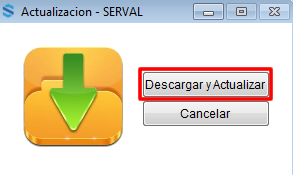 Actualizacion - SERVAL
Descargar y Actualizar
Cancelar